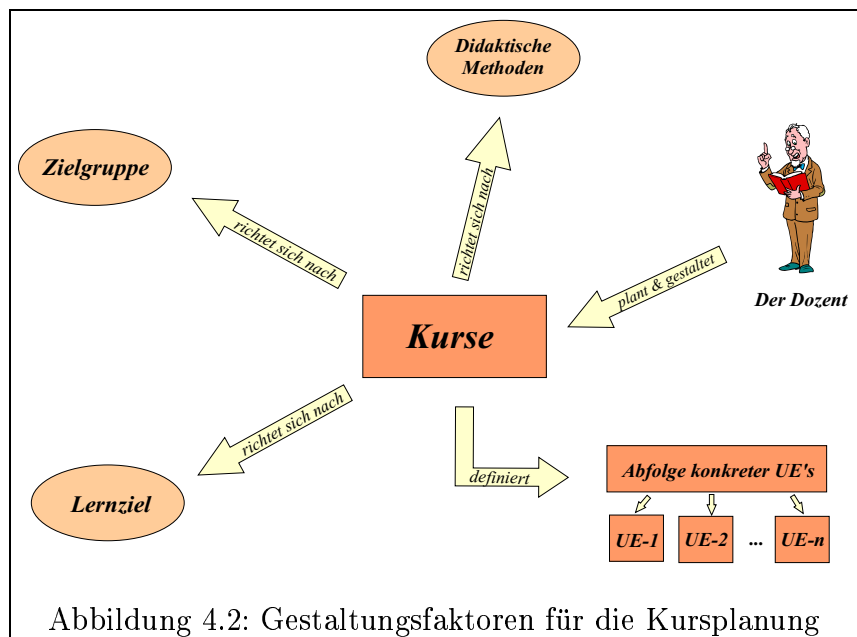 Didaktische
Methoden
Zielgruppe
richtet sich nach
richtet sich nach
plant & gestaltet
Der Dozent
Kurse
richtet sich nach
Lernziel
definiert
Abfolge konkreter UE's
UE-1 UE-2 ... UE-n
Abbildung 4.2: Gestaltungsfaktoren für die Kursplanung